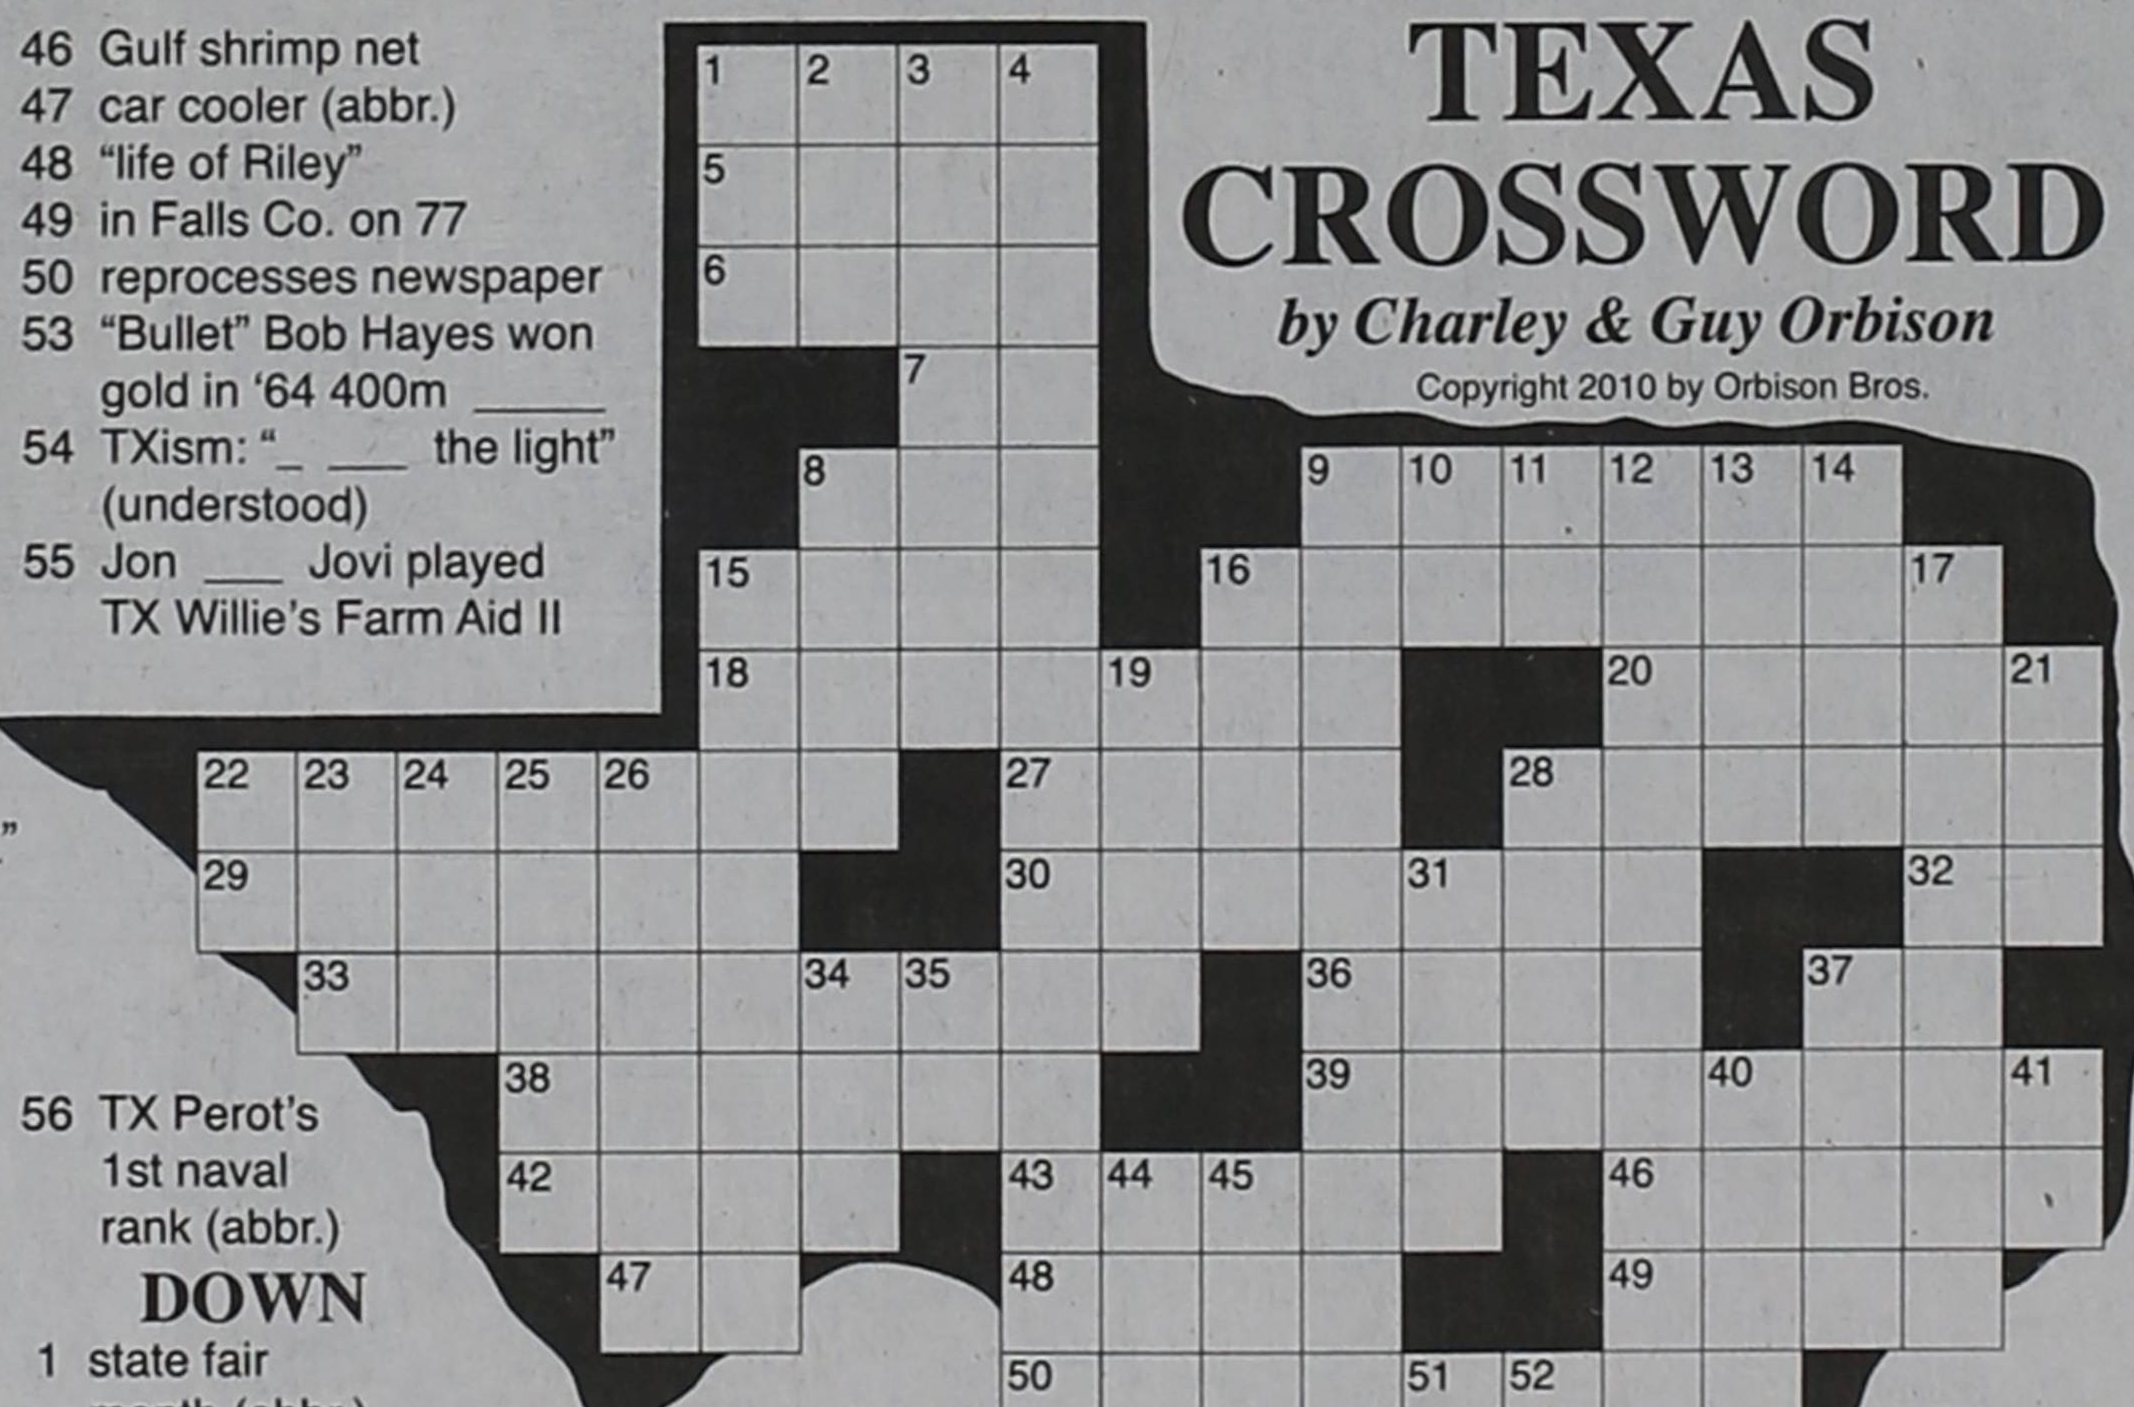 46 Gulf shrimp net
47 car cooler (abbr.)
48 “life of Riley”
49 in Falls Co. on 77
50 reprocesses newspaper
53 “Bullet” Bob Hayes won
gold in ‘64 400m _____
54 TXism: “_ ___ the light”
(understood)
55 Jon ___ Jovi played
TX Willie’s Farm Aid II
”
56 TX Perot’s
1st naval
rank (abbr.)
DOWN
1 state fair
month (abbr.)
TEXAS
CROSSWORD
by Charley & Guy Orbison
Copyright 2010 by Orbison Bros.
1 2 3 4
5
6
7
8 9 10 11 12 13 14
15 16 17
18 19 20 21
22 23 24 25 26 27 28
29 30 31 32
33 34 35 36 37
38 39 40 41
42 43 44 45 46
47 48 49
50 51 52